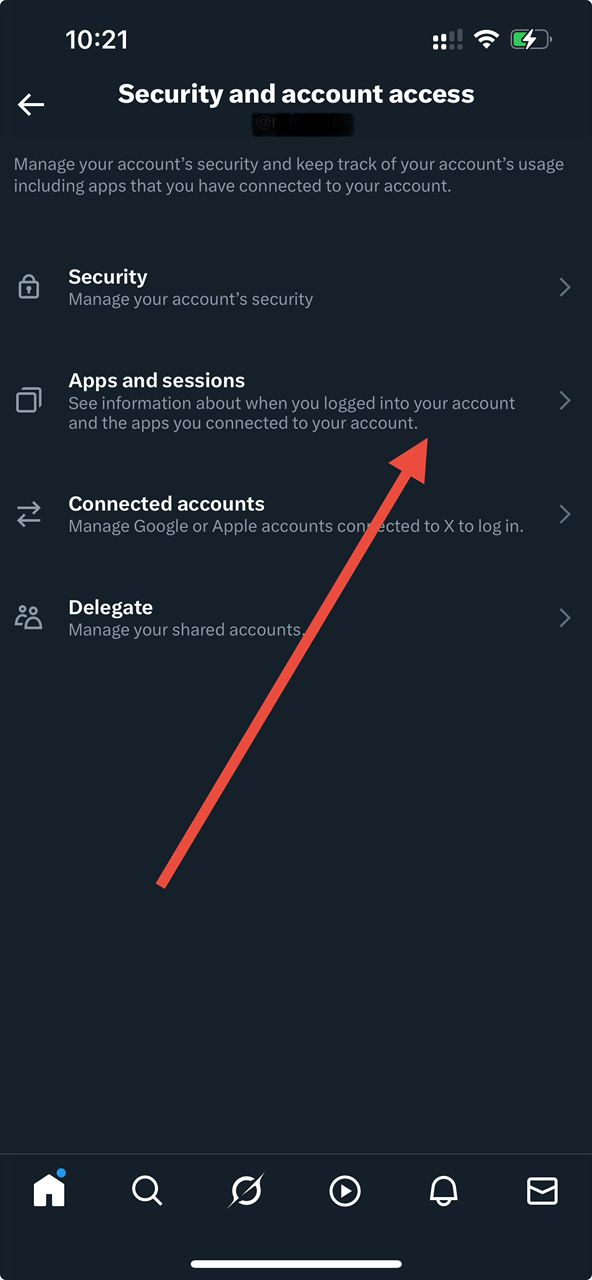 10:21
Security and account access
Manage your account’s security and keep track of your account’s usage
including apps that you have connected to your account.
Security
Manage your account’s security
Apps and sessions
See information about when you logged into your account
and the apps you connected to your account.
Connected accounts
Manage Google or Apple accounts connected to X to log in.
Delegate
Manage your shared accounts.